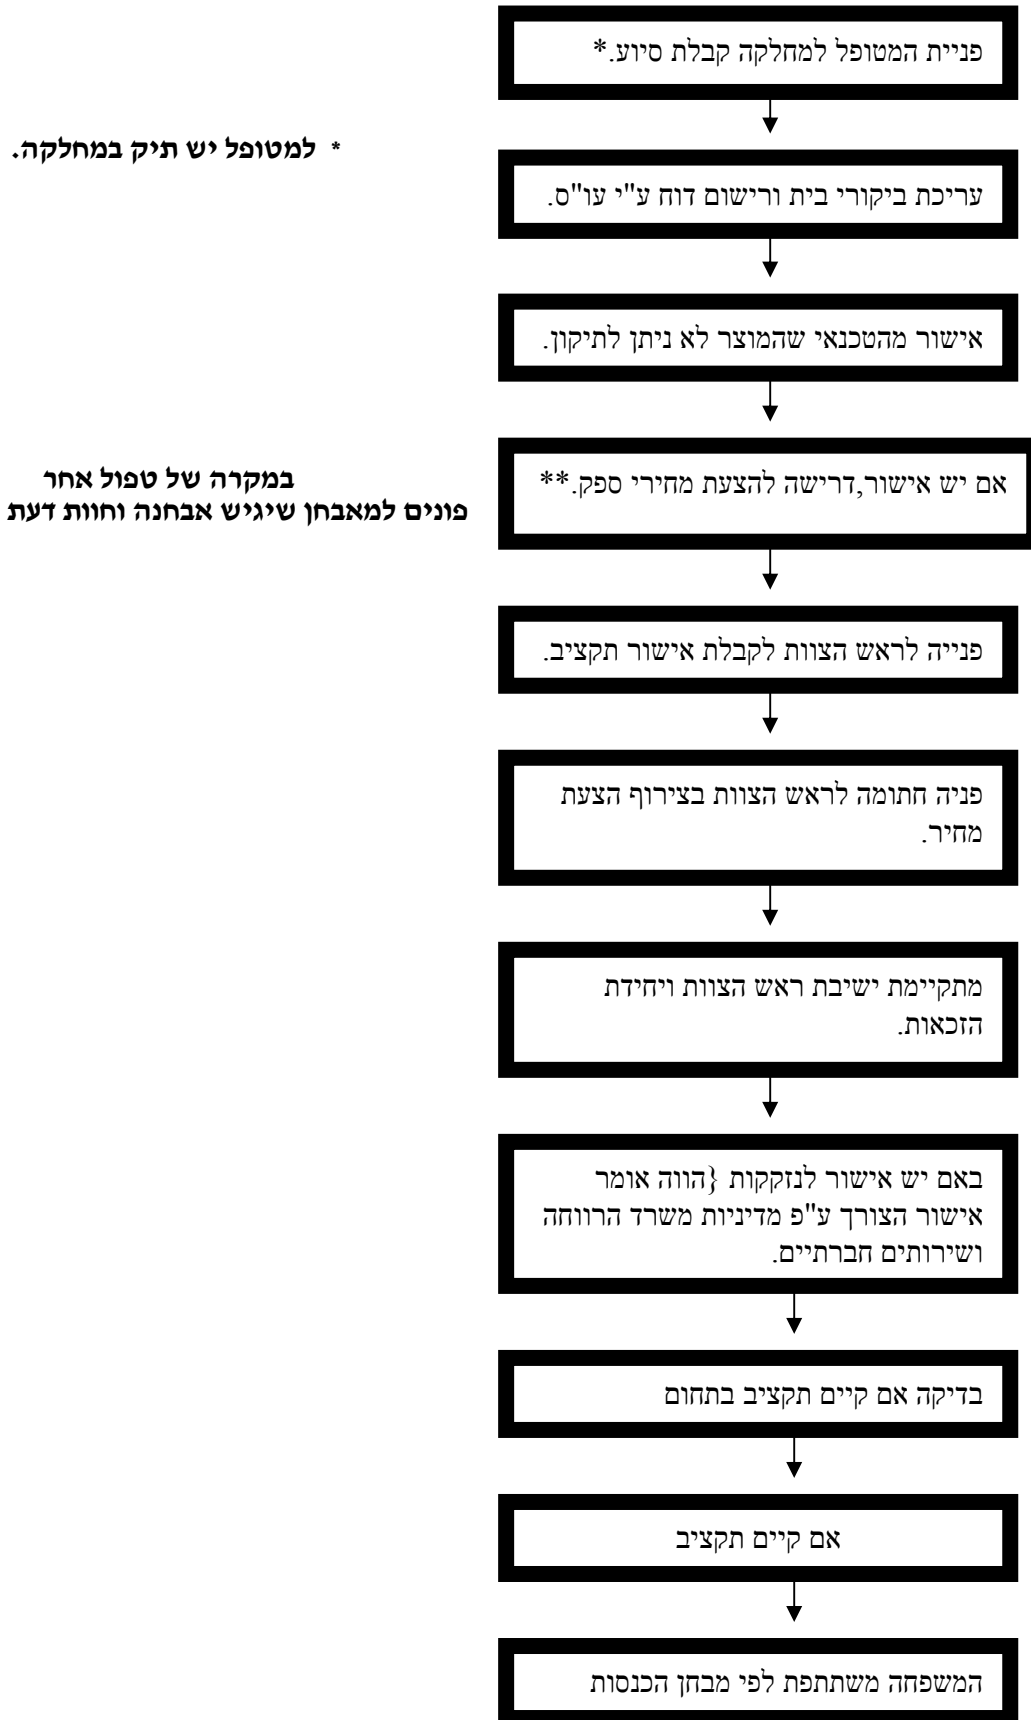 פניית המטופל למחלקה קבלת סיוע.*
* למטופל יש תיק במחלקה.
עריכת ביקורי בית ורישום דוח ע"י עו"ס.
אישור מהטכנאי שהמוצר לא ניתן לתיקון.
אם יש אישור,דרישה להצעת מחירי ספק.**
במקרה של טפול אחר
פונים למאבחן שיגיש אבחנה וחוות דעת
פנייה לראש הצוות לקבלת אישור תקציב.
פניה חתומה לראש הצוות בצירוף הצעת
מחיר.
מתקיימת ישיבת ראש הצוות ויחידת
הזכאות.
באם יש אישור לנזקקות {הווה אומר
אישור הצורך ע"פ מדיניות משרד הרווחה
ושירותים חברתיים.
בדיקה אם קיים תקציב בתחום
אם קיים תקציב
המשפחה משתתפת לפי מבחן הכנסות